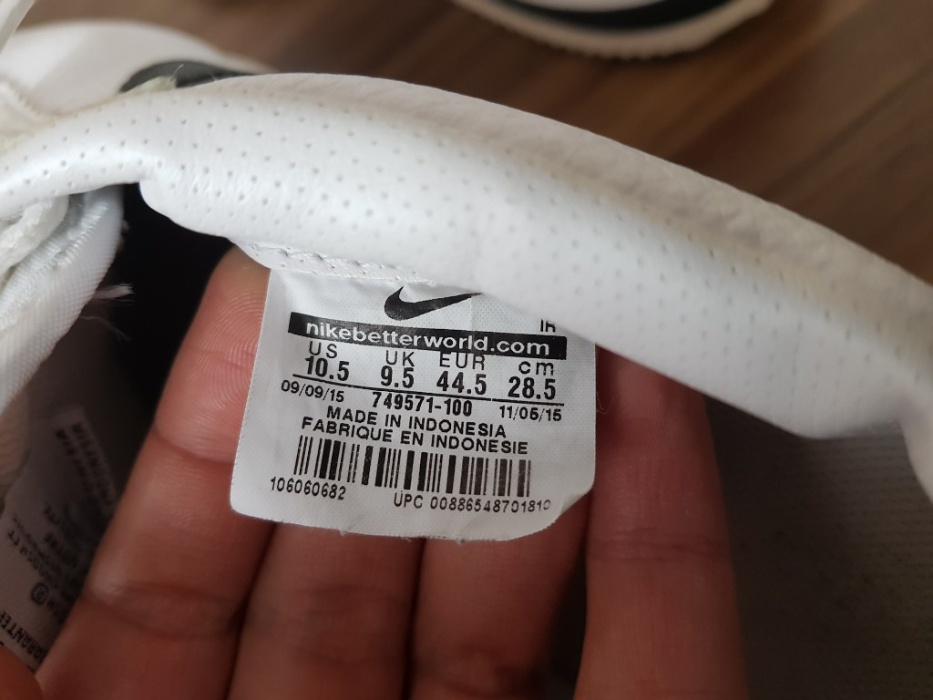 IR
nikebetterworld.com
US UK EUR cm
10.5 9.5 44.5 28.5
09/09/15 749571-100 11/05/15
MADE IN INDONESIA
FABRIQUE EN INDONESIE
106060682 UPC 00886548701810